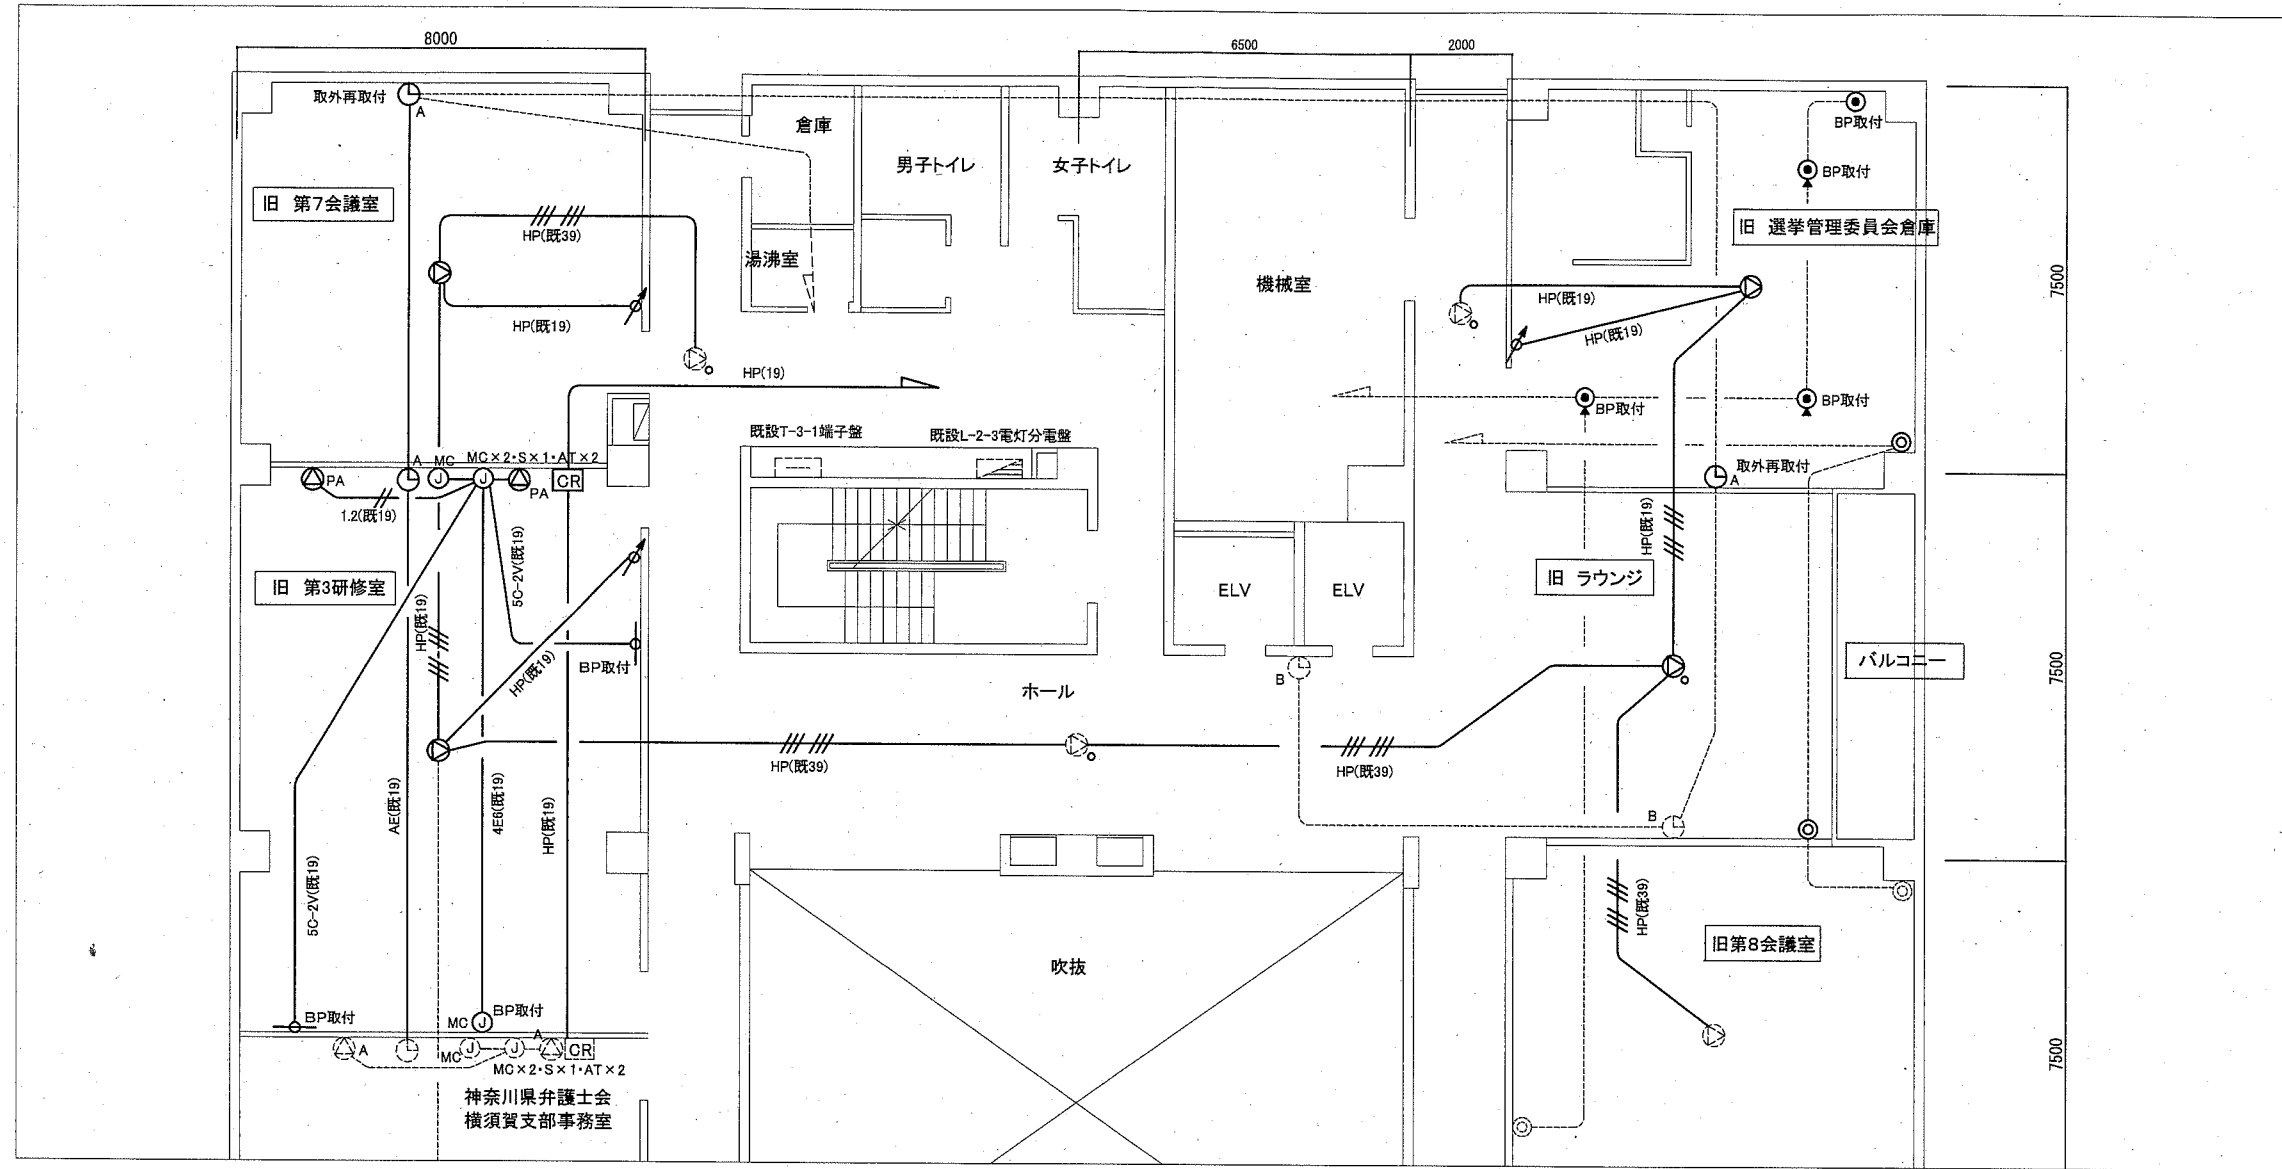 8000
6500
2000
取外再取付
A
倉庫
男子トイレ
女子トイレ
BP取付
BP取付
旧 第7会議室
HP(既39)
湯沸室
機械室
旧 選挙管理委員会倉庫
7500
HP(既19)
HP(既19)
HP(既19)
HP(19)
BP取付
BP取付
既設T-3-1端子盤
既設L-2-3電灯分電盤
A
MC
MC×2・S×1・AT×2
取外再取付
A
PA
J
J
PA
CR
1.2(既19)
5C-2V(既19)
HP(既19)
旧 第3研修室
ELV
ELV
旧 ラウンジ
HP(既19)
HP(既19)
BP取付
B
バルコニー
7500
ホール
HP(既39)
HP(既39)
AE(既19)
4E6(既19)
HP(既19)
B
5C-2V(既19)
HP(既39)
旧第8会議室
吹抜
BP取付
BP取付
MC
J
A
MC
J
J
A
CR
MC×2・S×1・AT×2
7500
神奈川県弁護士会
横須賀支部事務室